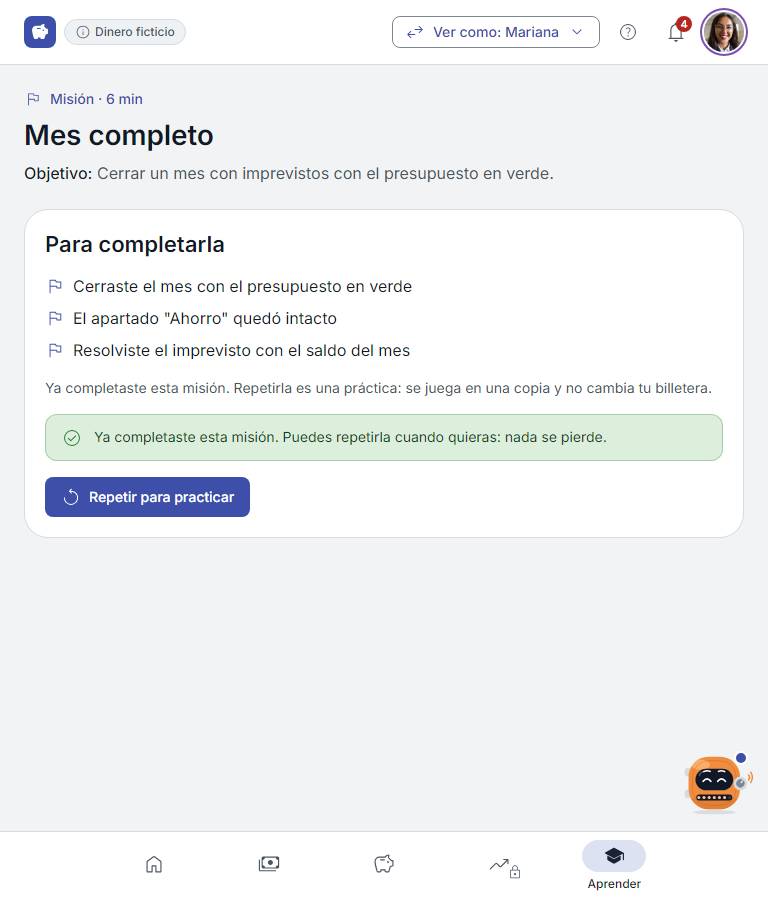 Dinero ficticio
Ver como: Mariana
4
Misión · 6 min
Mes completo
Objetivo: Cerrar un mes con imprevistos con el presupuesto en verde.
Para completarla
Cerraste el mes con el presupuesto en verde
El apartado "Ahorro" quedó intacto
Resolviste el imprevisto con el saldo del mes
Ya completaste esta misión. Repetirla es una práctica: se juega en una copia y no cambia tu billetera.
Ya completaste esta misión. Puedes repetirla cuando quieras: nada se pierde.
Repetir para practicar
Aprender